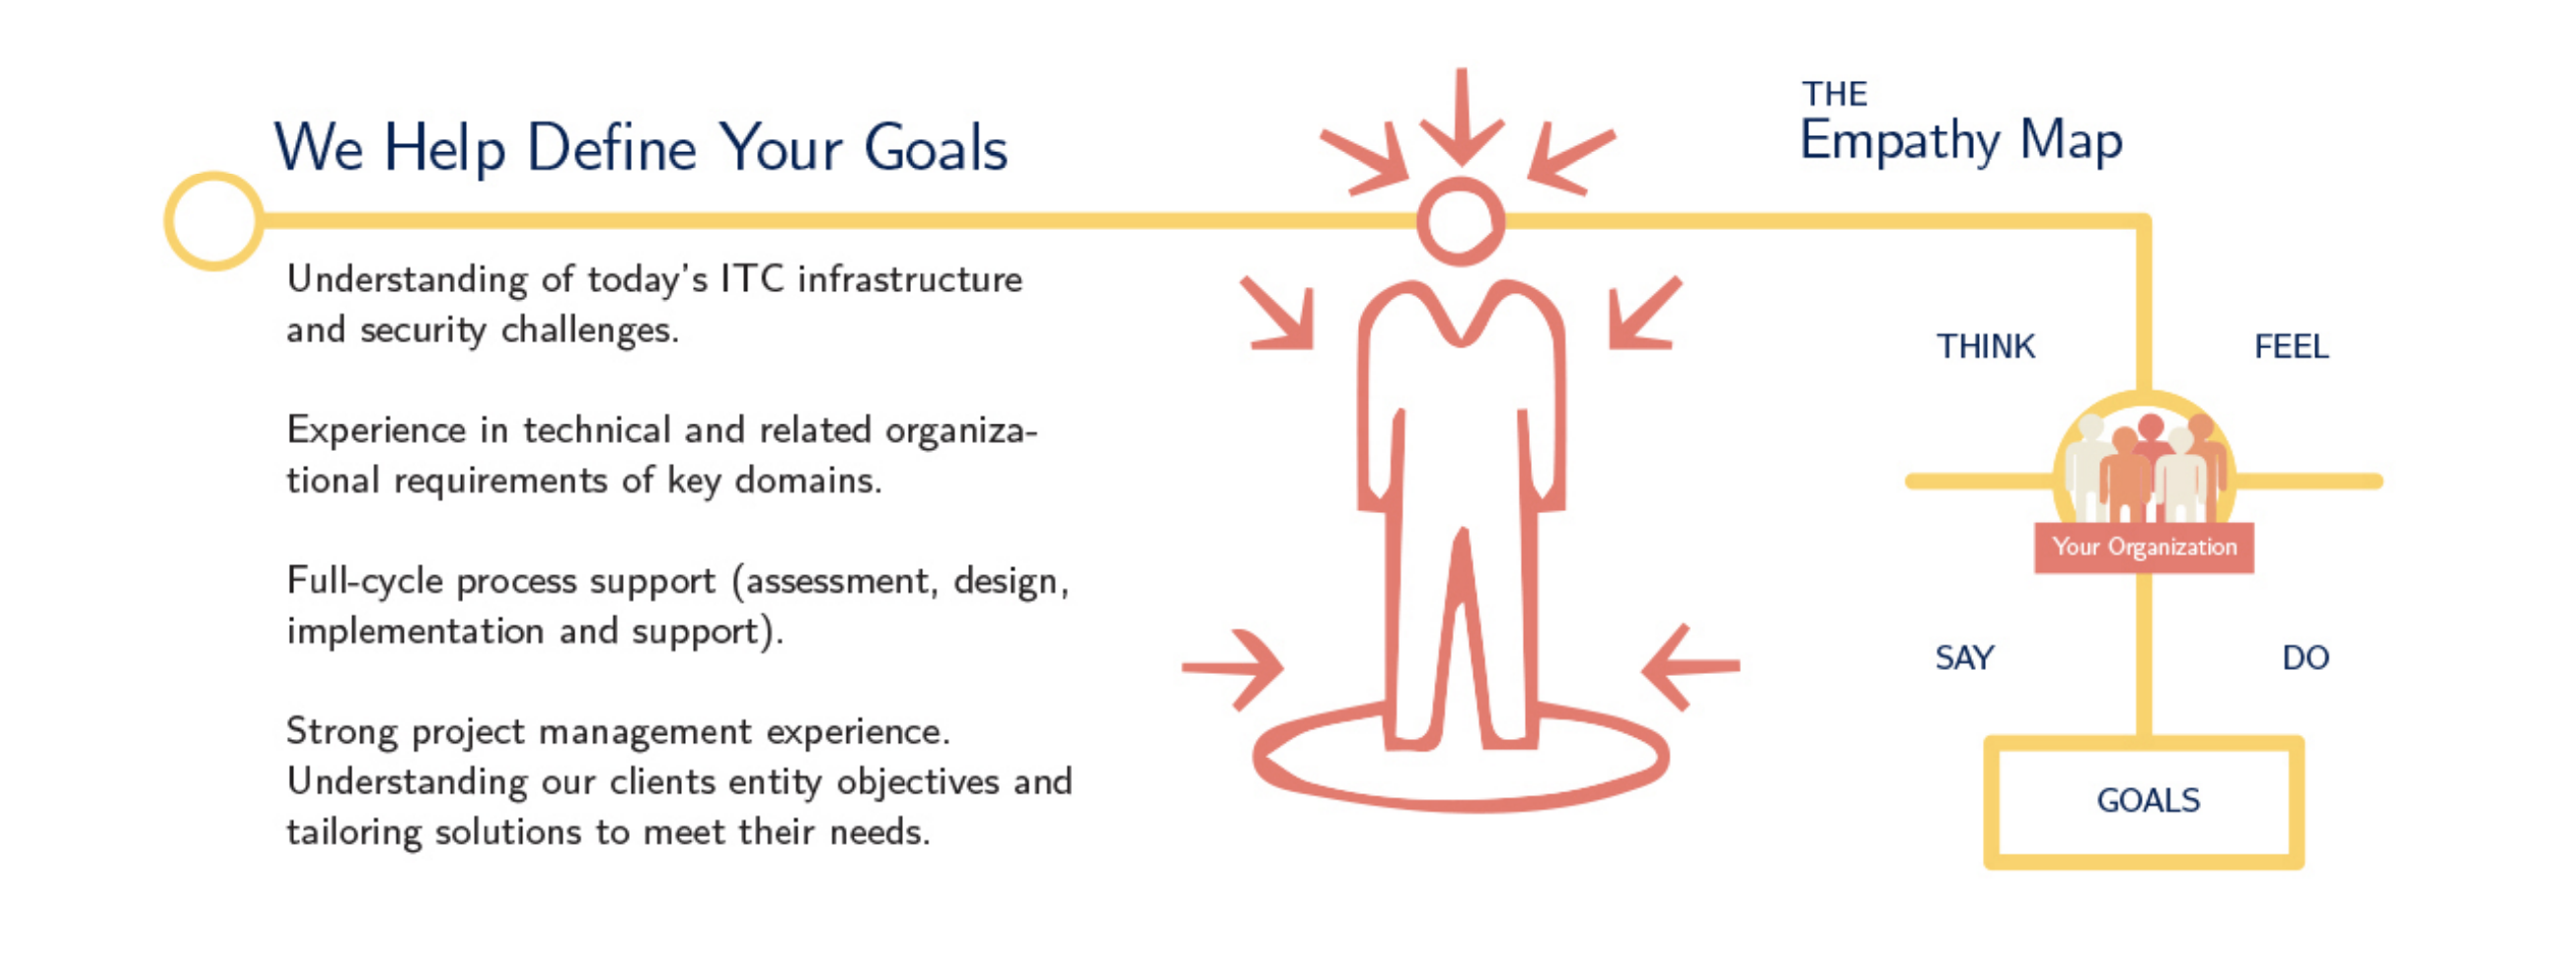 We Help Define Your Goals
Understanding of today's ITC infrastructure
and security challenges.
Experience in technical and related organiza-
tional requirements of key domains.
Full-cycle process support (assessment, design,
implementation and support).
Strong project management experience.
Understanding our clients entity objectives and
tailoring solutions to meet their needs.
THE
Empathy Map
THINK
FEEL
Your Organization
SAY
DO
GOALS